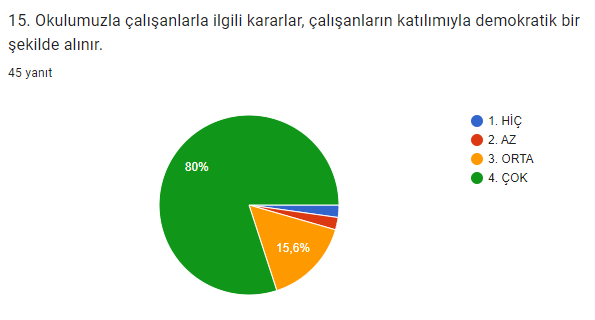 15. Okulumuzla çalışanlarla ilgili kararlar, çalışanların katılımıyla demokratik bir
şekilde alınır.
45 yanıt
1. HİÇ
2. AZ
3. ORTA
4. ÇOK
80%
15,6%